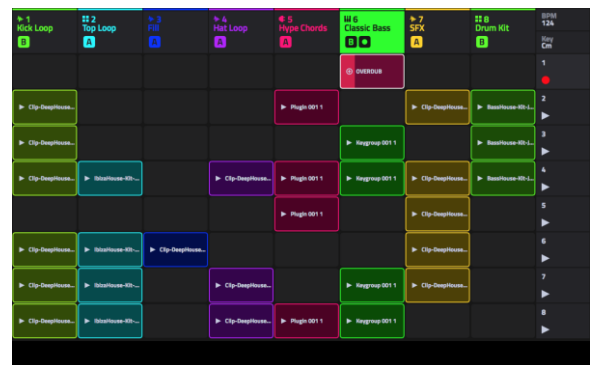 1
Kick Loop
B
2
Top Loop
A
3
Fill
A
4
Hat Loop
A
5
Hype Chords
A
6
Classic Bass
B
7
SFX
A
8
Drum Kit
B
BPM
124
Key
Cm
OVERDUB
1
Clip-DeepHouse...
Plugin 001 1
Clip-DeepHouse...
BassHouse-Kit-J...
2
Clip-DeepHouse...
Keygroup 001 1
BassHouse-Kit-J...
3
Clip-DeepHouse...
IbizaHouse-Kit-...
Clip-DeepHouse...
Plugin 001 1
Keygroup 001 1
Clip-DeepHouse...
BassHouse-Kit-J...
4
Plugin 001 1
Clip-DeepHouse...
5
Clip-DeepHouse...
IbizaHouse-Kit-...
Clip-DeepHouse...
Clip-DeepHouse...
6
Clip-DeepHouse...
IbizaHouse-Kit-...
Clip-DeepHouse...
Keygroup 001 1
Clip-DeepHouse...
7
Clip-DeepHouse...
IbizaHouse-Kit-...
Clip-DeepHouse...
Plugin 001 1
Keygroup 001 1
8